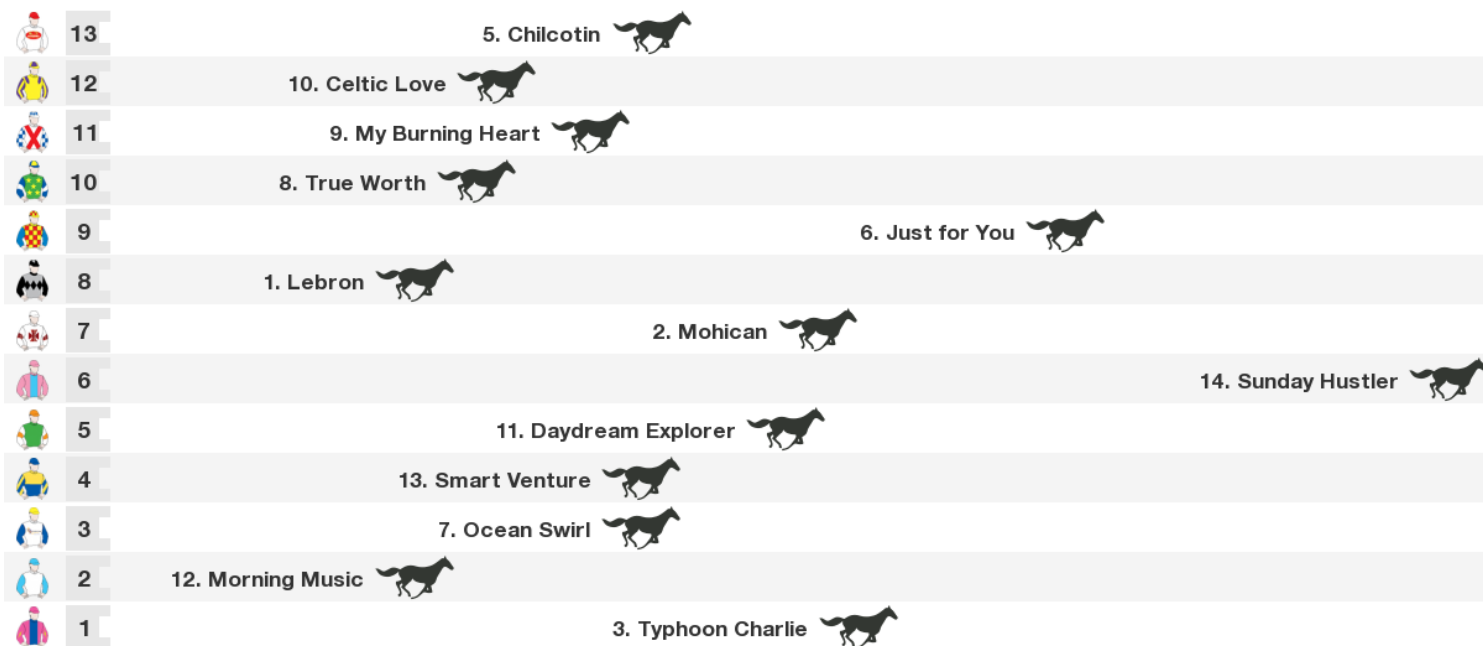 13 5. Chilcotin
12 10. Celtic Love
11 9. My Burning Heart
10 8. True Worth
9 6. Just for You
8 1. Lebron
7 2. Mohican
6 14. Sunday Hustler
5 11. Daydream Explorer
4 13. Smart Venture
3 7. Ocean Swirl
2 12. Morning Music
1 3. Typhoon Charlie